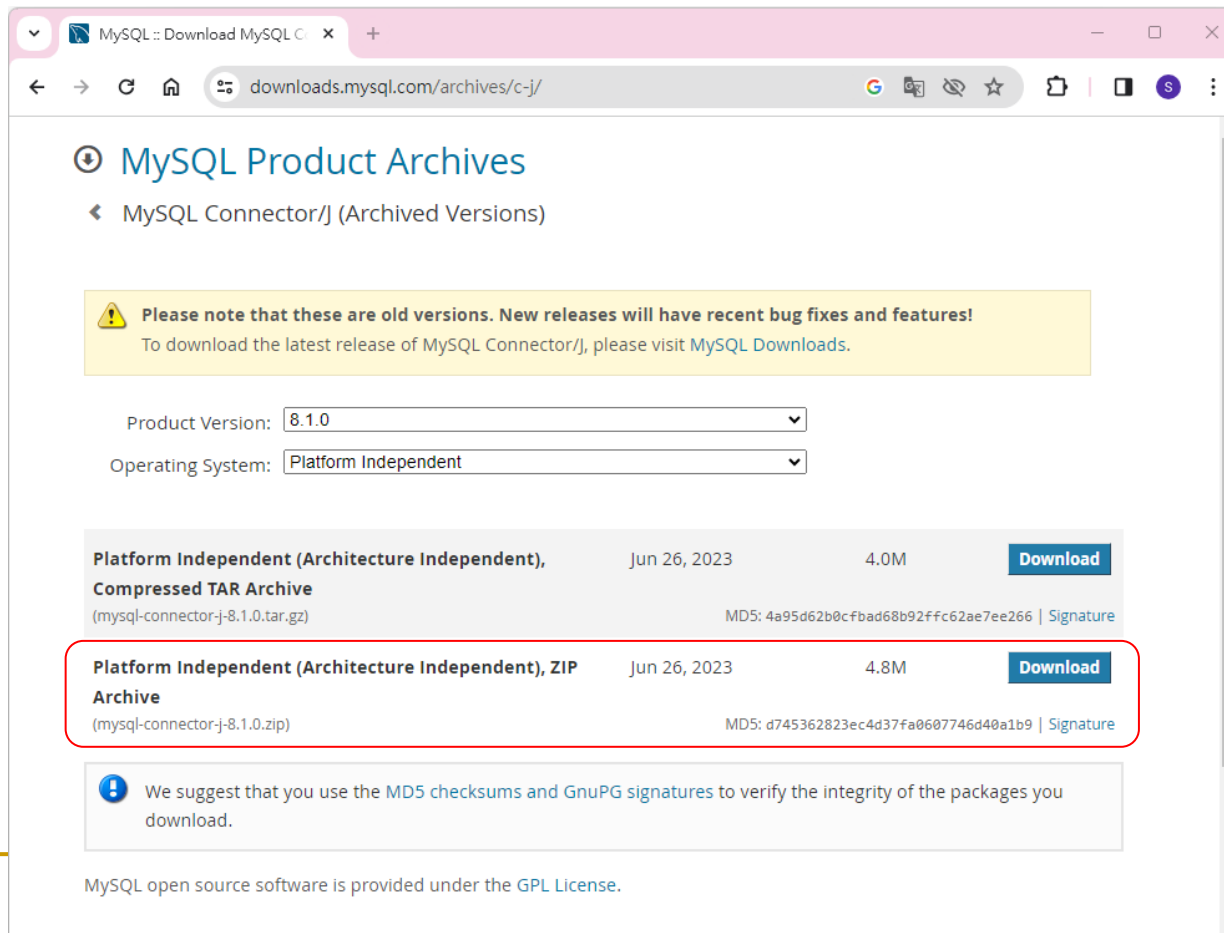 MySQL :: Download MySQL C
downloads.mysql.com/archives/c-j/
S
MySQL Product Archives
MySQL Connector/J (Archived Versions)
Please note that these are old versions. New releases will have recent bug fixes and features!
To download the latest release of MySQL Connector/J, please visit MySQL Downloads.
Product Version: 8.1.0
Operating System: Platform Independent
Platform Independent (Architecture Independent), Jun 26, 2023 4.0M Download
Compressed TAR Archive
(mysql-connector-j-8.1.0.tar.gz) MD5: 4a95d62b0cfbad68b92ffc62ae7ee266 | Signature
Platform Independent (Architecture Independent), ZIP Jun 26, 2023 4.8M Download
Archive
(mysql-connector-j-8.1.0.zip) MD5: d745362823ec4d37fa0607746d40a1b9 | Signature
We suggest that you use the MD5 checksums and GnuPG signatures to verify the integrity of the packages you
download.
MySQL open source software is provided under the GPL License.